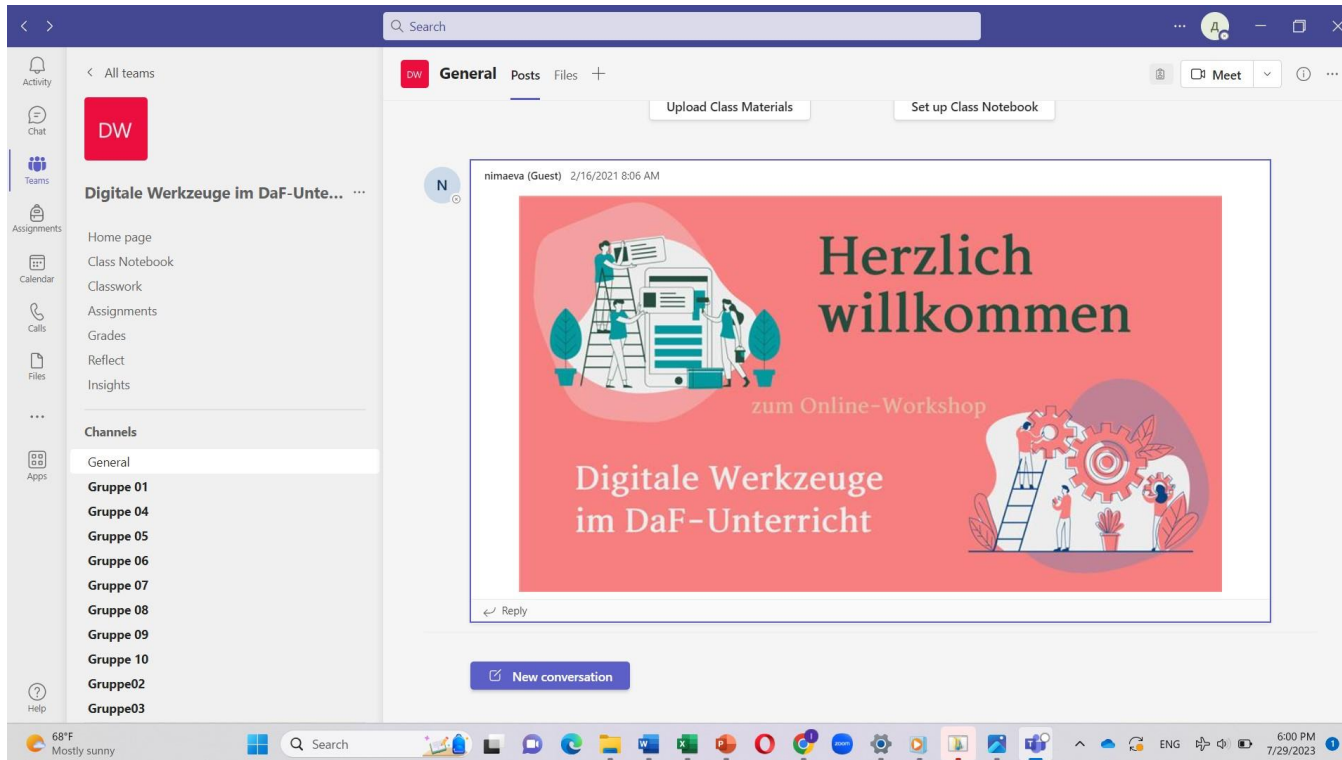 Search
Д
Activity
Chat
Teams
Assignments
Calendar
Calls
Files
Apps
Help
All teams
DW
Digitale Werkzeuge im DaF-Unte...
Home page
Class Notebook
Classwork
Assignments
Grades
Reflect
Insights
Channels
General
Gruppe 01
Gruppe 04
Gruppe 05
Gruppe 06
Gruppe 07
Gruppe 08
Gruppe 09
Gruppe 10
Gruppe02
Gruppe03
DW General Posts Files
Meet
Upload Class Materials Set up Class Notebook
N
nimaeva (Guest) 2/16/2021 8:06 AM
Herzlich
willkommen
zum Online-Workshop
Digitale Werkzeuge
im DaF-Unterricht
Reply
New conversation
68°F
Mostly sunny
Search
zoom
ENG
6:00 PM
7/29/2023
1